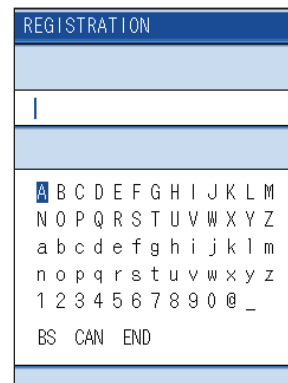 REGISTRATION
A B C D E F G H I J K L M
N O P Q R S T U V W X Y Z
a b c d e f g h i j k l m
n o p q r s t u v w x y z
1 2 3 4 5 6 7 8 9 0 @ _
BS CAN END